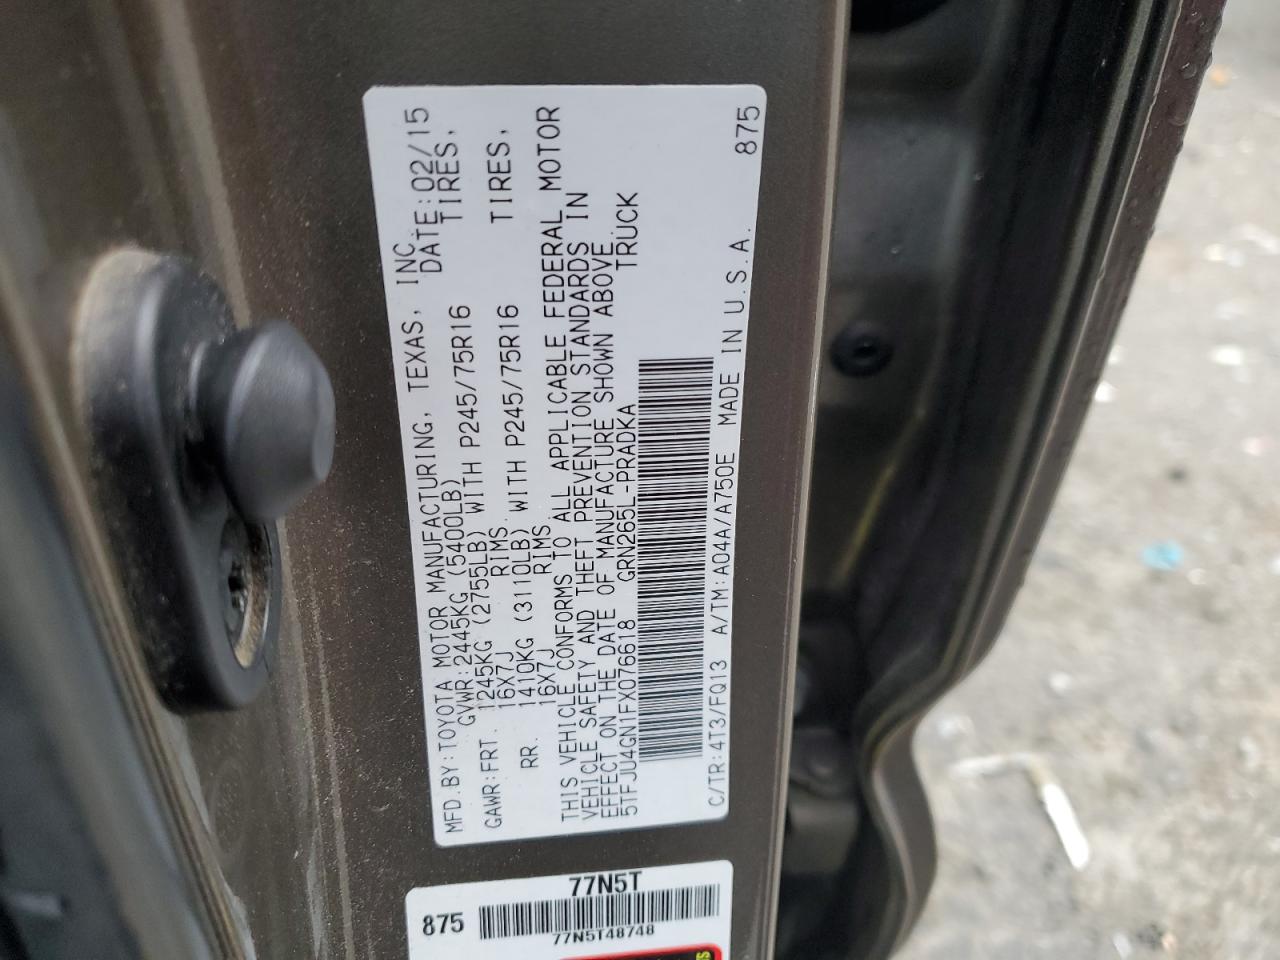 MFD.BY:TOYOTA MOTOR MANUFACTURING, TEXAS, INC.
GVWR:2445KG(5400LB) DATE:02/15
GAWR:FRT. 1245KG (2755LB) WITH P245/75R16 TIRES,
16X7J RIMS.
RR. 1410KG (3110LB) WITH P245/75R16 TIRES,
16X7J RIMS
THIS VEHICLE CONFORMS TO ALL APPLICABLE FEDERAL MOTOR
VEHICLE SAFETY AND THEFT PREVENTION STANDARDS IN
EFFECT ON THE DATE OF MANUFACTURE SHOWN ABOVE.
5TFJU4GN1FX076618 GRN265L-PRADKA TRUCK
C/TR:4T3/FQ13 A/TM:A04A/A750E MADE IN U.S.A. 875
77N5T
875
77N5T48748